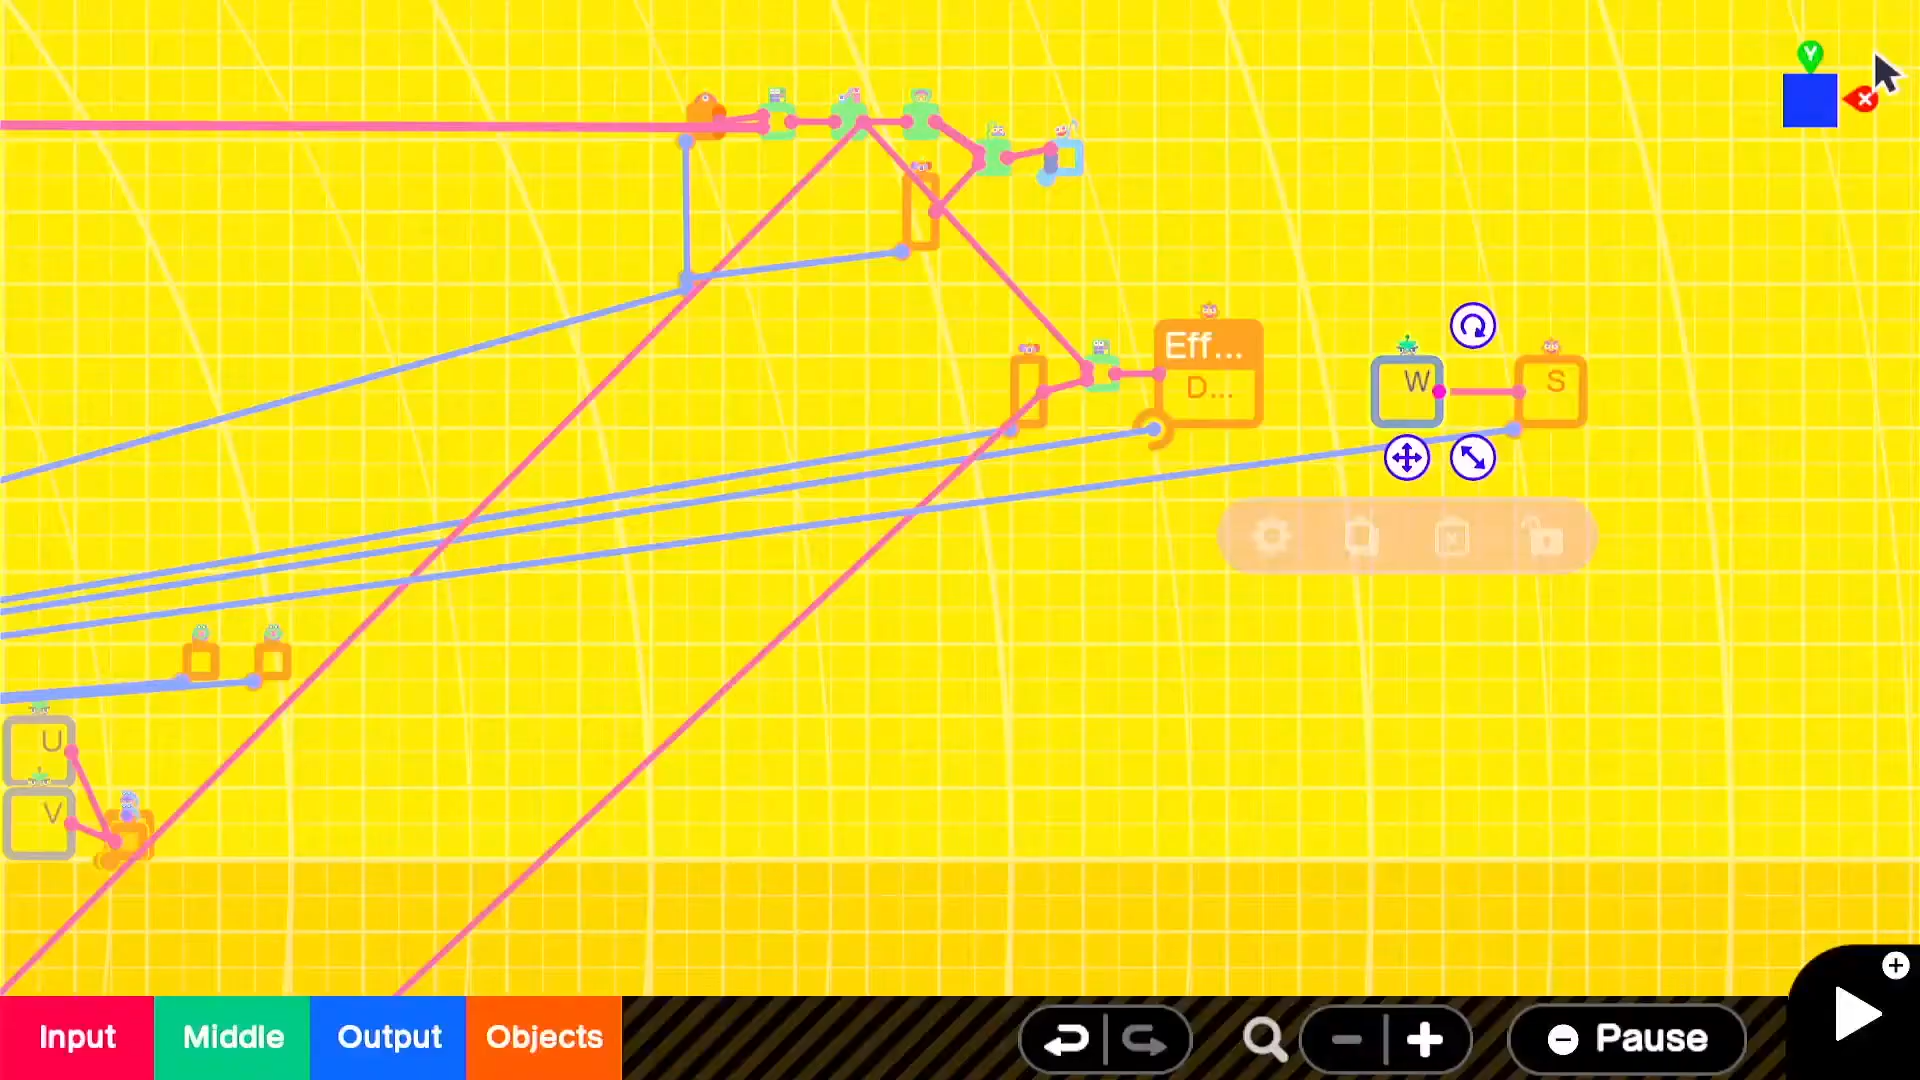 Y
X
Eff...
D...
W
S
U
V
Input
Middle
Output
Objects
Pause